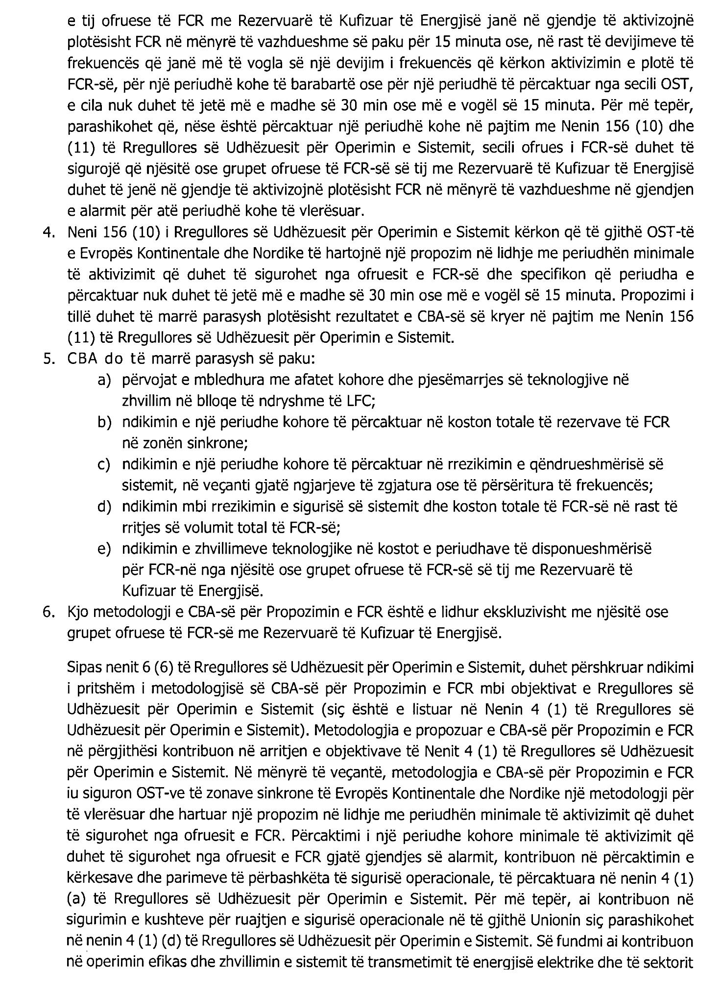 e tij ofruese të FCR me Rezervuarë të Kufizuar të Energjisë janë në gjendje të aktivizojnë
plotësisht FCR në mënyrë të vazhdueshme së paku për 15 minuta ose, në rast të devijimeve të
frekuencës që janë më të vogla së një devijim i frekuencës që kërkon aktivizimin e plotë të
FCR-së, për një periudhë kohe të barabartë ose për një periudhë të përcaktuar nga secili OST,
e cila nuk duhet të jetë më e madhe së 30 min ose më e vogël së 15 minuta. Për më tepër,
parashikohet që, nëse është përcaktuar një periudhë kohe në pajtim me Nenin 156 (10) dhe
(11) të Rregullores së Udhëzuesit për Operimin e Sistemit, secili ofrues i FCR-së duhet të
sigurojë që njësitë ose grupet ofruese të FCR-së së tij me Rezervuarë të Kufizuar të Energjisë
duhet të jenë në gjendje të aktivizojnë plotësisht FCR në mënyrë të vazhdueshme në gjendjen
e alarmit për atë periudhë kohe të vlerësuar.
4. Neni 156 (10) i Rregullores së Udhëzuesit për Operimin e Sistemit kërkon që të gjithë OST-të
e Evropës Kontinentale dhe Nordike të hartojnë një propozim në lidhje me periudhën minimale
të aktivizimit që duhet të sigurohet nga ofruesit e FCR-së dhe specifikon që periudha e
përcaktuar nuk duhet të jetë më e madhe së 30 min ose më e vogël së 15 minuta. Propozimi i
tillë duhet të marrë parasysh plotësisht rezultatet e CBA-së së kryer në pajtim me Nenin 156
(11) të Rregullores së Udhëzuesit për Operimin e Sistemit.
5. CBA do të marrë parasysh së paku:
a) përvojat e mbledhura me afatet kohore dhe pjesëmarrjes së teknologjive në
zhvillim në blloqe të ndryshme të LFC;
b) ndikimin e një periudhe kohore të përcaktuar në koston totale të rezervave të FCR
në zonën sinkrone;
c) ndikimin e një periudhe kohore të përcaktuar në rrezikimin e qëndrueshmërisë së
sistemit, në veçanti gjatë ngjarjeve të zgjatura ose të përsëritura të frekuencës;
d) ndikimin mbi rrezikimin e sigurisë së sistemit dhe koston totale të FCR-së në rast të
rritjes së volumit total të FCR-së;
e) ndikimin e zhvillimeve teknologjike në kostot e periudhave të disponueshmërisë
për FCR-në nga njësitë ose grupet ofruese të FCR-së së tij me Rezervuarë të
Kufizuar të Energjisë.
6. Kjo metodologji e CBA-së për Propozimin e FCR është e lidhur ekskluzivisht me njësitë ose
grupet ofruese të FCR-së me Rezervuarë të Kufizuar të Energjisë.
Sipas nenit 6 (6) të Rregullores së Udhëzuesit për Operimin e Sistemit, duhet përshkruar ndikimi
i pritshëm i metodologjisë së CBA-së për Propozimin e FCR mbi objektivat e Rregullores së
Udhëzuesit për Operimin e Sistemit (siç është e listuar në Nenin 4 (1) të Rregullores së
Udhëzuesit për Operimin e Sistemit). Metodologjia e propozuar e CBA-së për Propozimin e FCR
në përgjithësi kontribuon në arritjen e objektivave të Nenit 4 (1) të Rregullores së Udhëzuesit
për Operimin e Sistemit. Në mënyrë të veçantë, metodologjia e CBA-së për Propozimin e FCR
iu siguron OST-ve të zonave sinkrone të Evropës Kontinentale dhe Nordike një metodologji për
të vlerësuar dhe hartuar një propozim në lidhje me periudhën minimale të aktivizimit që duhet
të sigurohet nga ofruesit e FCR. Përcaktimi i një periudhe kohore minimale të aktivizimit që
duhet të sigurohet nga ofruesit e FCR gjatë gjendjes së alarmit, kontribuon në përcaktimin e
kërkesave dhe parimeve të përbashkëta të sigurisë operacionale, të përcaktuara në nenin 4 (1)
(a) të Rregullores së Udhëzuesit për Operimin e Sistemit. Për më tepër, ai kontribuon në
sigurimin e kushteve për ruajtjen e sigurisë operacionale në të gjithë Unionin siç parashikohet
në nenin 4 (1) (d) të Rregullores së Udhëzuesit për Operimin e Sistemit. Së fundmi ai kontribuon
në operimin efikas dhe zhvillimin e sistemit të transmetimit të energjisë elektrike dhe të sektorit